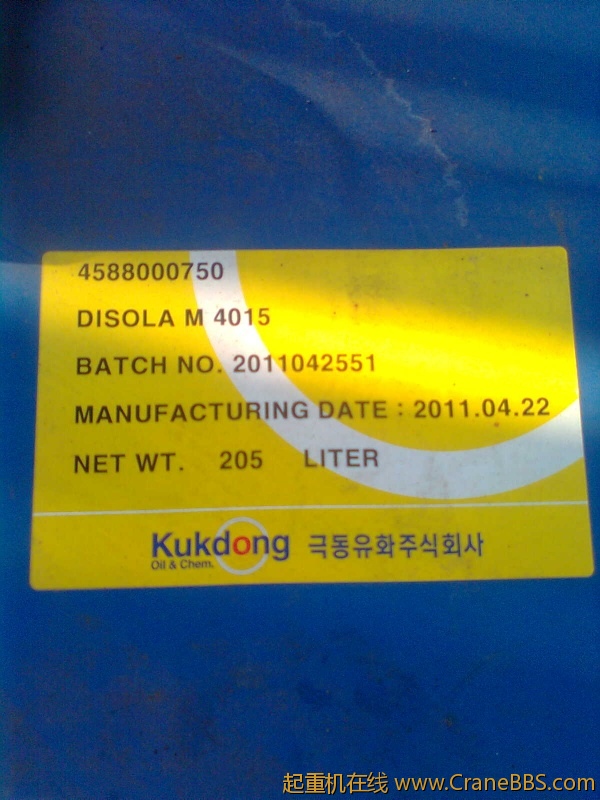 4588000750
DISOLA M 4015
BATCH NO. 2011042551
MANUFACTURING DATE : 2011.04.22
NET WT. 205 LITER
Kukdong 극동유화주식회사
Oil & Chem.
起重机在线 www.CraneBBS.com